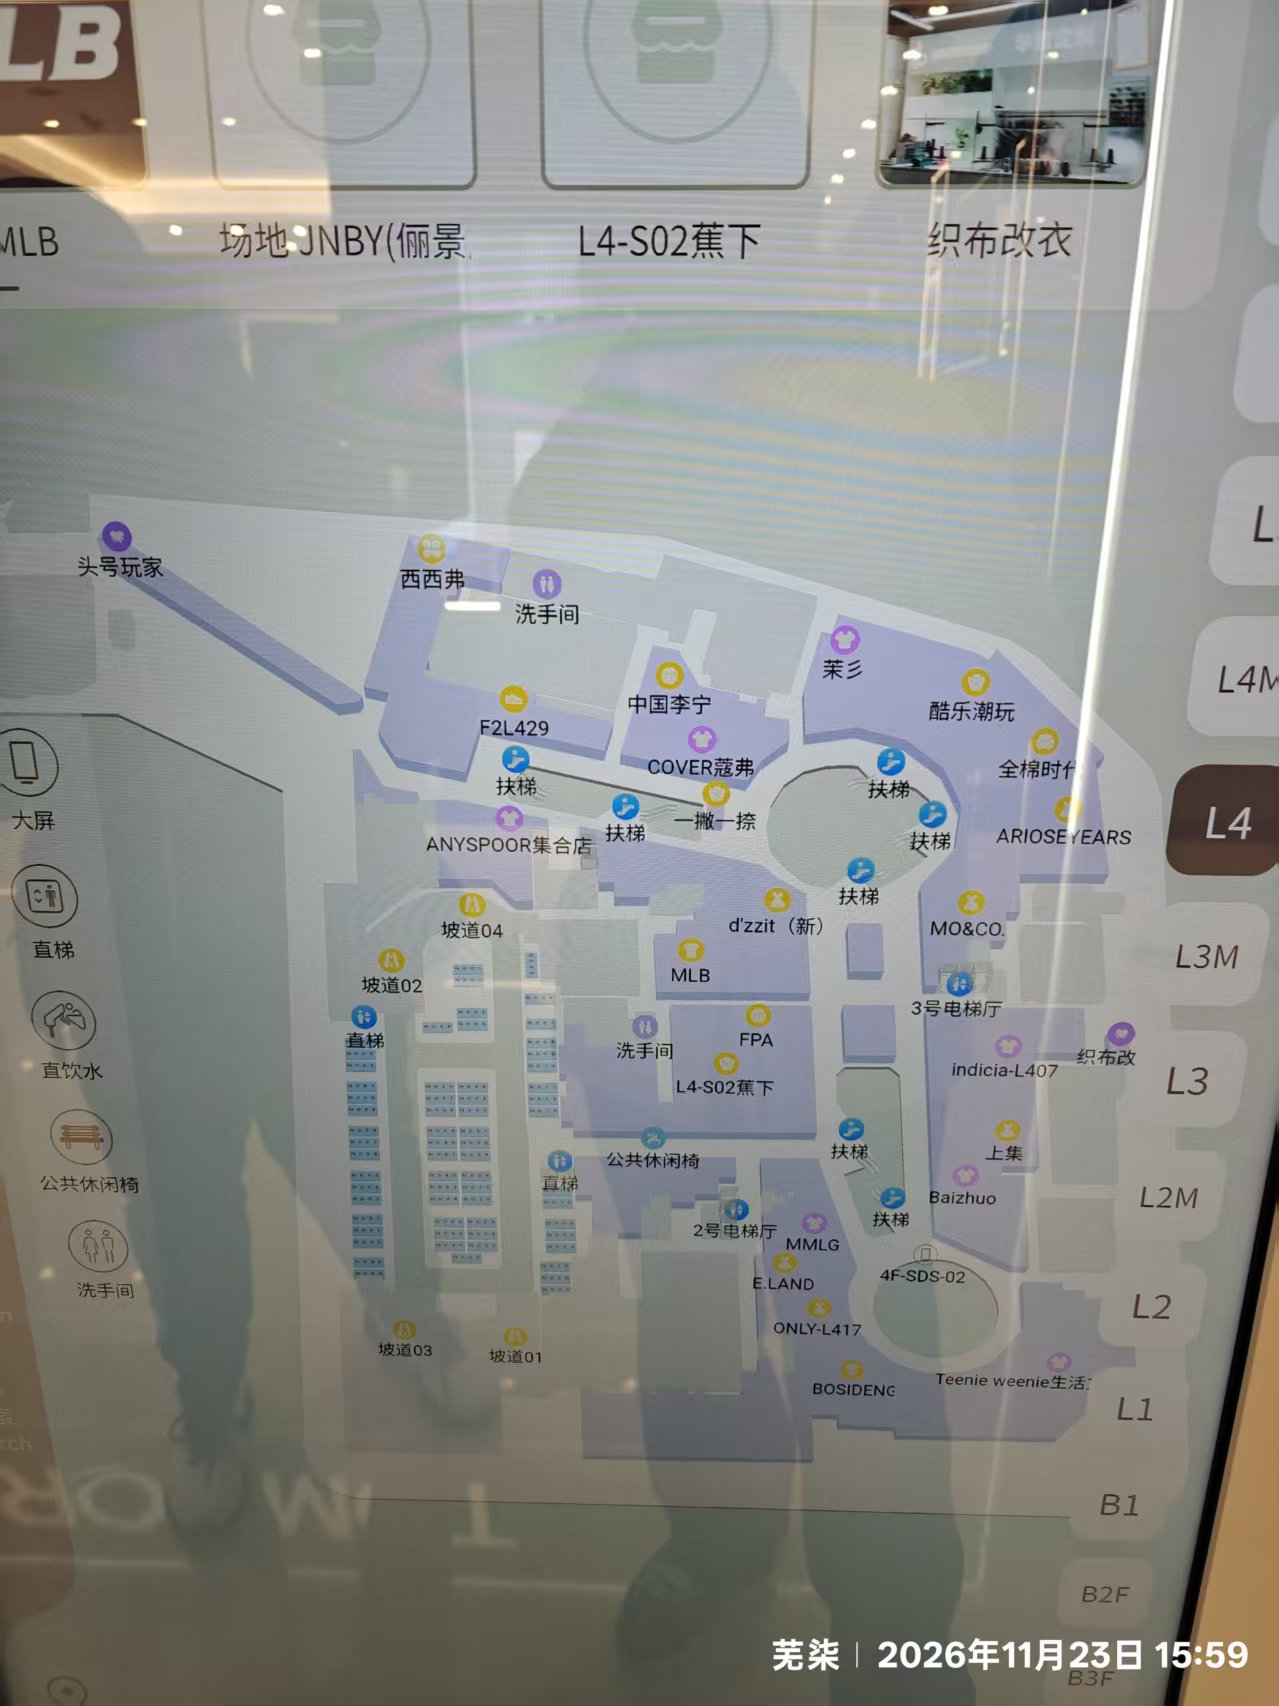 LB
MLB
场地 JNBY(俪景
L4-S02蕉下
织布改衣
头号玩家
西西弗
洗手间
茉彡
中国李宁
酷乐潮玩
F2L429
COVER蔻弗
全棉时代
扶梯
扶梯
一撇一捺
扶梯
扶梯
ANYSPOOR集合店
ARIOSEYEARS
扶梯
坡道04
d'zzit（新）
MO&CO.
MLB
坡道02
3号电梯厅
直梯
FPA
洗手间
织布改
indicia-L407
L4-S02蕉下
公共休闲椅
扶梯
上集
直梯
Baizhuo
2号电梯厅
扶梯
MMLG
4F-SDS-02
E.LAND
ONLY-L417
坡道03
坡道01
BOSIDENG
Teenie weenie生活
大屏
直梯
直饮水
公共休闲椅
洗手间
L4M
L4
L3M
L3
L2M
L2
L1
B1
B2F
B3F
芜柒 2026年11月23日 15:59